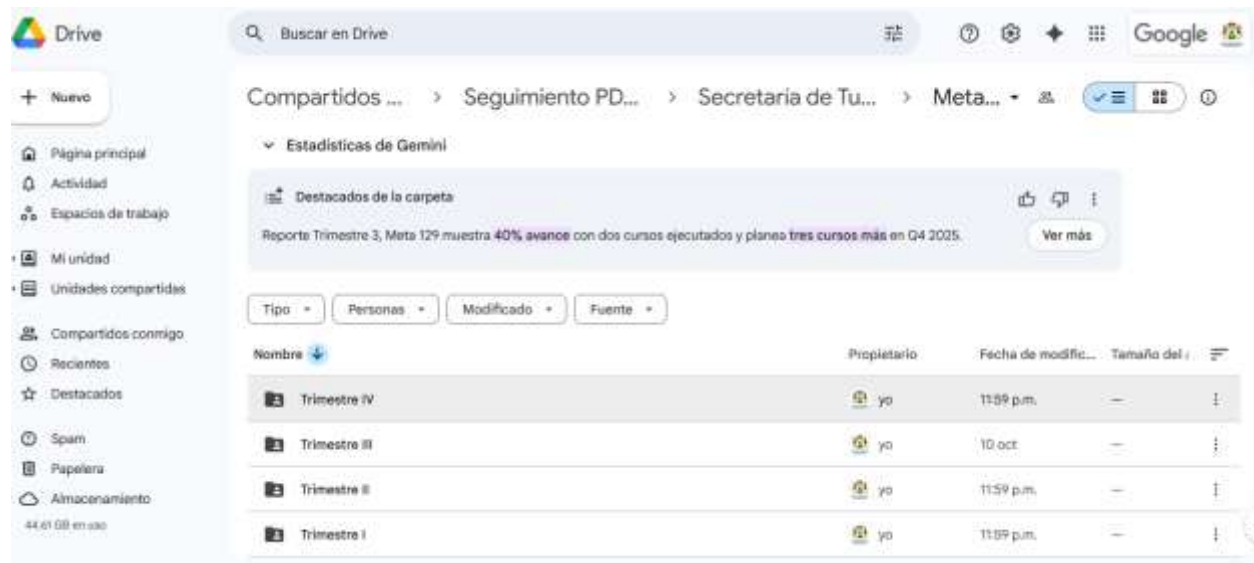 Drive
Buscar en Drive
Google
Nuevo
Compartidos ... > Seguimiento PD... > Secretaria de Tu... > Meta...
Página principal
Actividad
Espacios de trabajo
Mi unidad
Unidades compartidas
Compartidos conmigo
Recientes
Destacados
Spam
Papelera
Almacenamiento
44.61 GB en uso
Estadísticas de Gemini
Destacados de la carpeta
Reporte Trimestre 3, Meta 129 muestra 40% avance con dos cursos ejecutados y planea tres cursos más en Q4 2025.
Ver más
Tipo Personas Modificado Fuente
Nombre Propietario Fecha de modific... Tamaño del
Trimestre IV yo 11:59 p.m. —
Trimestre III yo 10 oct —
Trimestre II yo 11:59 p.m. —
Trimestre I yo 11:59 p.m. —